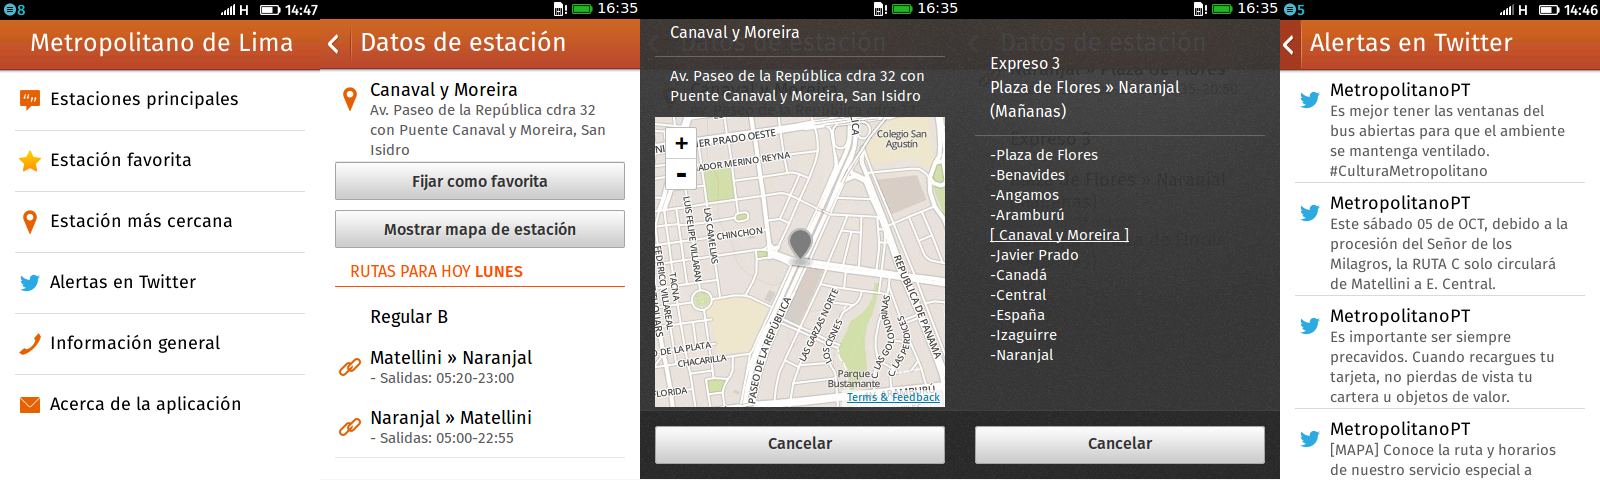 8
H
14:47
Metropolitano de Lima
Estaciones principales
Estación favorita
Estación más cercana
Alertas en Twitter
Información general
Acerca de la aplicación
16:35
Datos de estación
Canaval y Moreira
Av. Paseo de la República cdra 32
con Puente Canaval y Moreira, San
Isidro
Fijar como favorita
Mostrar mapa de estación
RUTAS PARA HOY LUNES
Regular B
Matellini » Naranjal
- Salidas: 05:20-23:00
Naranjal » Matellini
- Salidas: 05:00-22:55
16:35
Canaval y Moreira
Av. Paseo de la República cdra 32 con
Puente Canaval y Moreira, San Isidro
+
-
Colegio San
Agustín
PRADO OESTE
MERINO REYNA
LUIS FELIPE VILLARAN
LAS CAMELIAS
CHINCHON
TACNA
REPUBLICA DE PANAMA
PASEO DE LA REPÚBLICA
LAS GARZAS NORTE
LOS CISNES
C. LAS GOLON
C. LAS PERDICES
DE LA PLATA
CHACARILLA
FLORIDA
Parque
Bustamante
Terms & Feedback
Cancelar
16:35
Expreso 3
Plaza de Flores » Naranjal
(Mañanas)
-Plaza de Flores
-Benavides
-Angamos
-Aramburú
[ Canaval y Moreira ]
-Javier Prado
-Canadá
-Central
-España
-Izaguirre
-Naranjal
Cancelar
5
H
14:46
Alertas en Twitter
MetropolitanoPT
Es mejor tener las ventanas del
bus abiertas para que el ambiente
se mantenga ventilado.
#CulturaMetropolitano
MetropolitanoPT
Este sábado 05 de OCT, debido a la
procesión del Señor de los
Milagros, la RUTA C solo circulará
de Matellini a E. Central.
MetropolitanoPT
Es importante ser siempre
precavidos. Cuando recargues tu
tarjeta, no pierdas de vista tu
cartera u objetos de valor.
MetropolitanoPT
[MAPA] Conoce la ruta y horarios
de nuestro servicio especial a